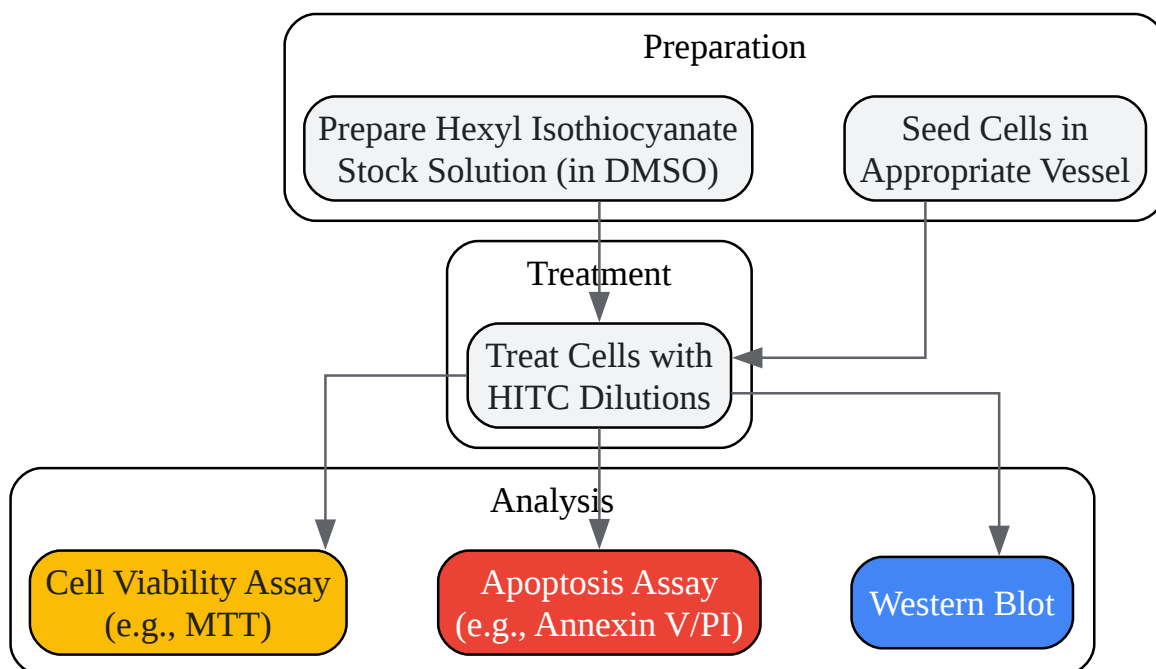 Preparation
Prepare Hexyl Isothiocyanate
Stock Solution (in DMSO)
Seed Cells in
Appropriate Vessel
Treatment
Treat Cells with
HITC Dilutions
Analysis
Cell Viability Assay
(e.g., MTT)
Apoptosis Assay
(e.g., Annexin V/PI)
Western Blot